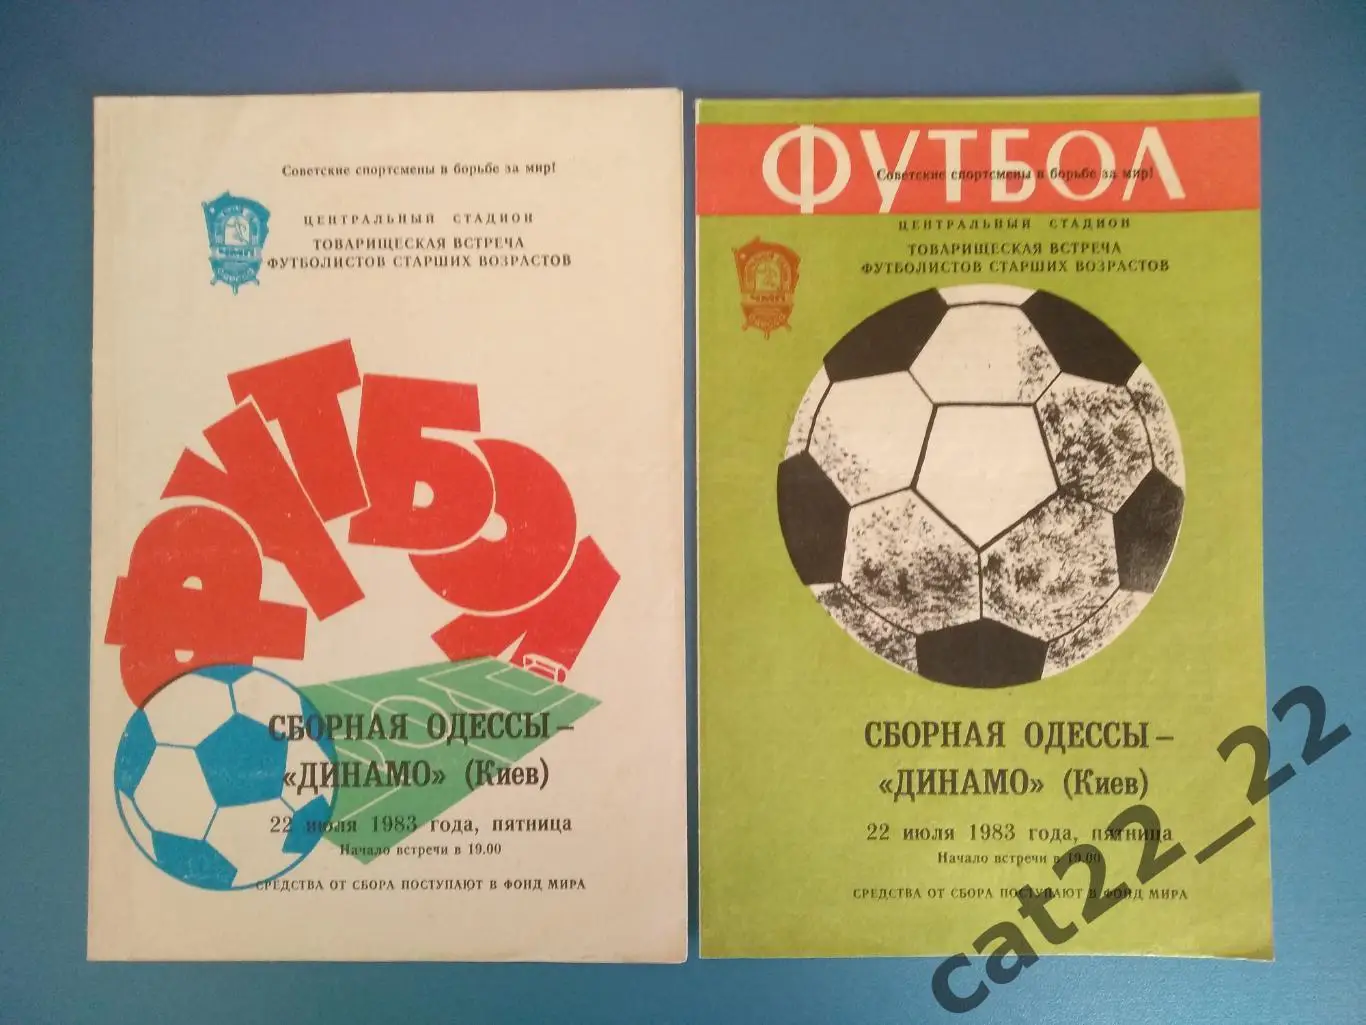 Советские спортсмены в борьбе за мир!
ЦЕНТРАЛЬНЫЙ СТАДИОН
ТОВАРИЩЕСКАЯ ВСТРЕЧА
ФУТБОЛИСТОВ СТАРШИХ ВОЗРАСТОВ
ФУТБОЛ
СБОРНАЯ ОДЕССЫ –
«ДИНАМО» (Киев)
22 июля 1983 года, пятница
Начало встречи в 19.00
СРЕДСТВА ОТ СБОРА ПОСТУПАЮТ В ФОНД МИРА
ФУТБОЛ
Советские спортсмены в борьбе за мир!
ЦЕНТРАЛЬНЫЙ СТАДИОН
ТОВАРИЩЕСКАЯ ВСТРЕЧА
ФУТБОЛИСТОВ СТАРШИХ ВОЗРАСТОВ
ЧМП
СБОРНАЯ ОДЕССЫ –
«ДИНАМО» (Киев)
22 июля 1983 года, пятница
Начало встречи в 19.00
СРЕДСТВА ОТ СБОРА ПОСТУПАЮТ В ФОНД МИРА
cat22_22